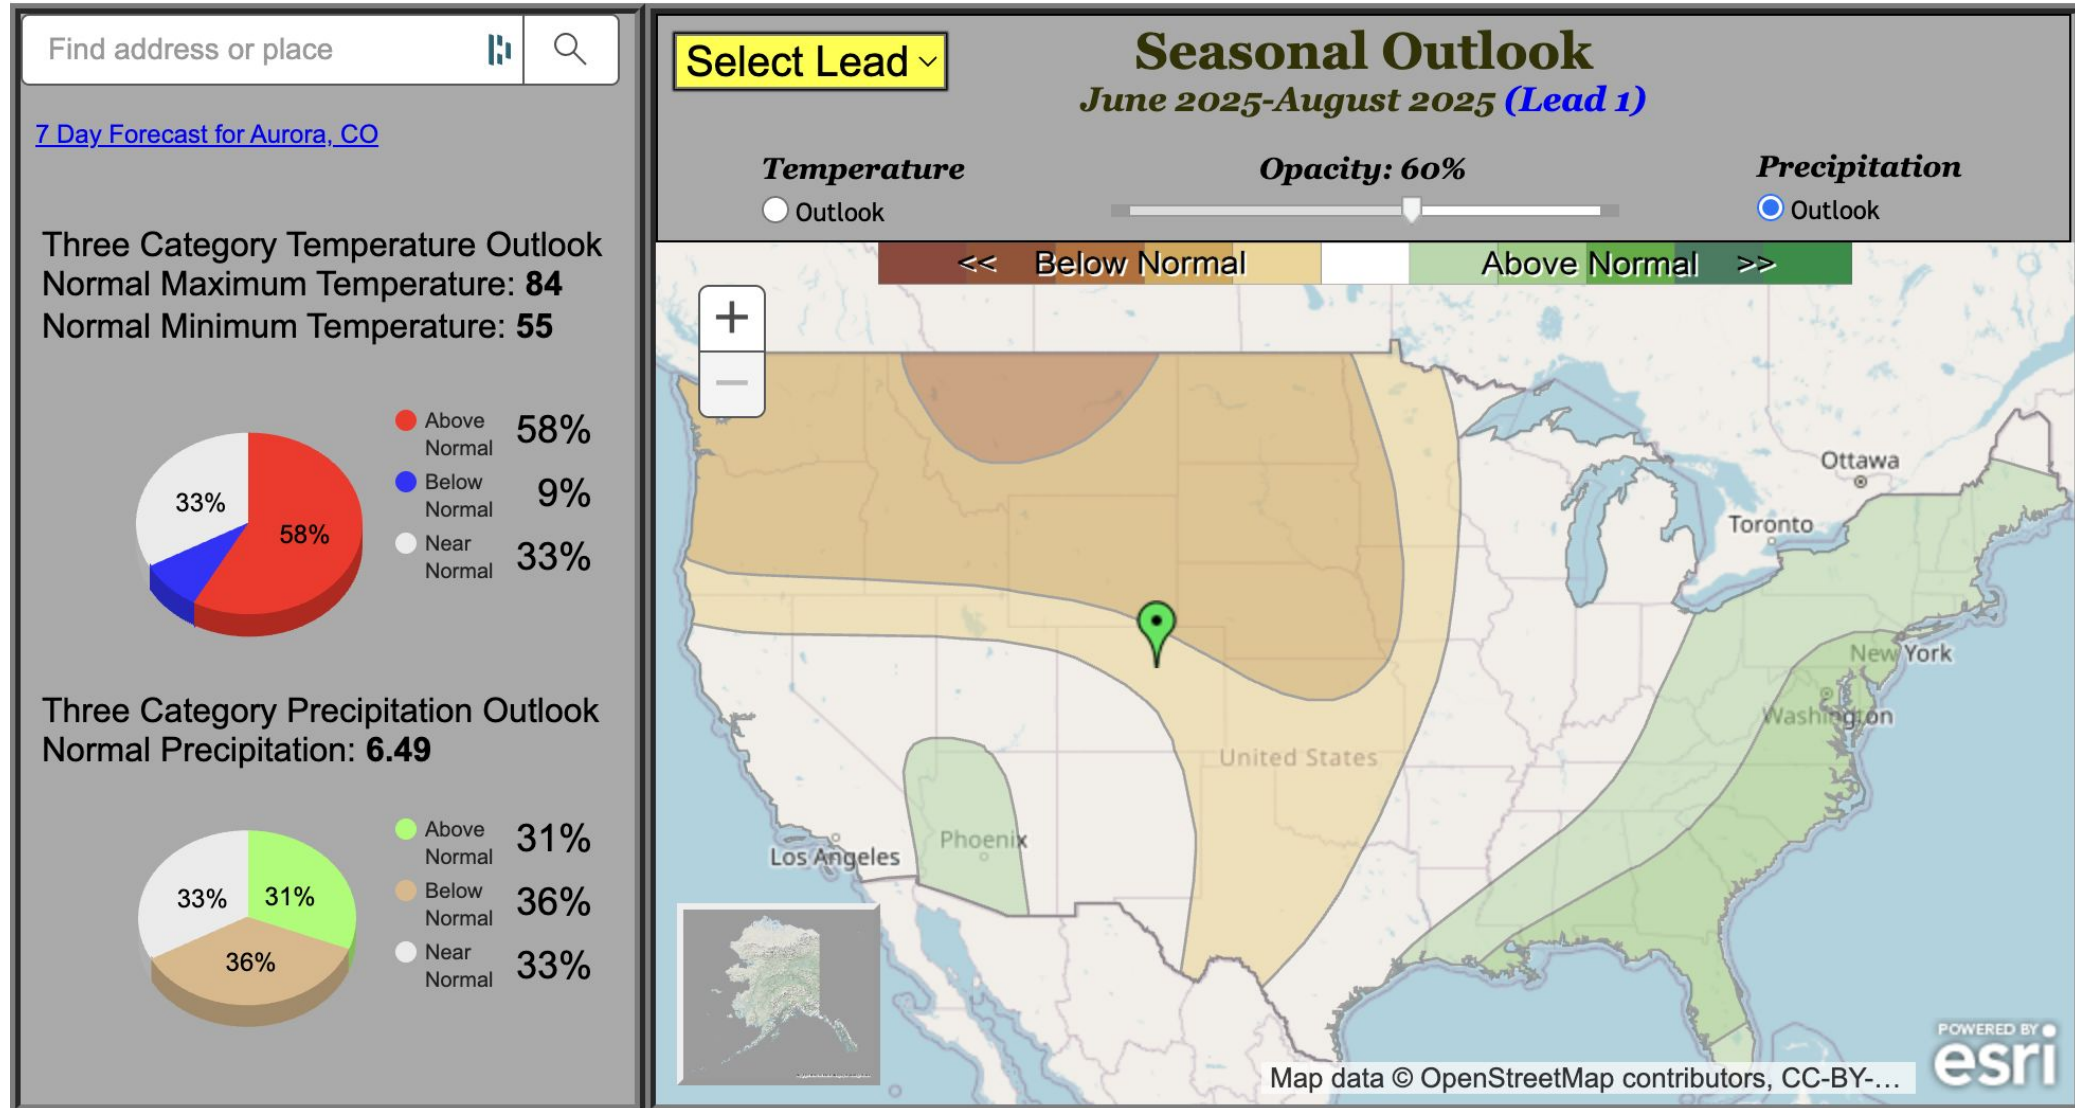 Find address or place
7 Day Forecast for Aurora, CO
Three Category Temperature Outlook
Normal Maximum Temperature: 84
Normal Minimum Temperature: 55
Above
Normal
58%
Below
Normal
9%
Near
Normal
33%
33%
58%
Three Category Precipitation Outlook
Normal Precipitation: 6.49
Above
Normal
31%
Below
Normal
36%
Near
Normal
33%
33%
31%
36%
Select Lead
Seasonal Outlook
June 2025-August 2025 (Lead 1)
Temperature
Outlook
Opacity: 60%
Precipitation
Outlook
<< Below Normal
Above Normal >>
+
−
Ottawa
Toronto
New York
Washington
United States
Phoenix
Los Angeles
POWERED BY
esri
Map data © OpenStreetMap contributors, CC-BY-...